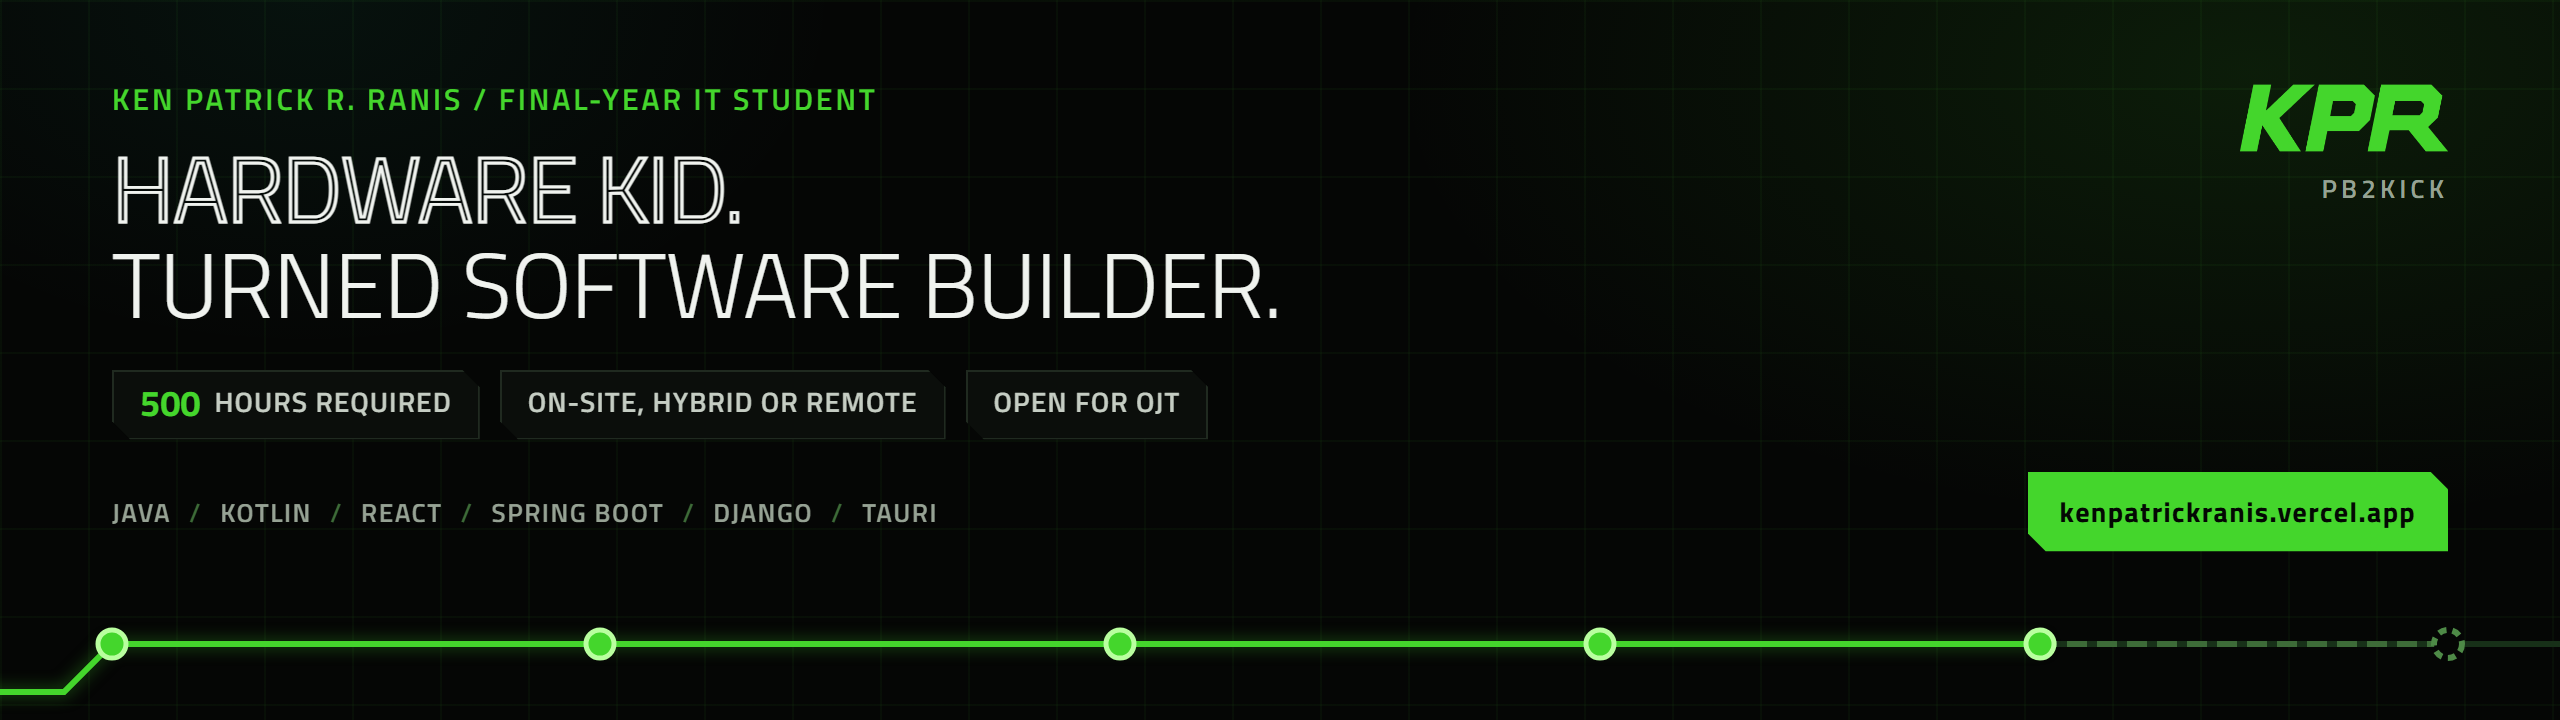 KEN PATRICK R. RANIS / FINAL-YEAR IT STUDENT
KPR
PB2KICK
HARDWARE KID.
TURNED SOFTWARE BUILDER.
500 HOURS REQUIRED
ON-SITE, HYBRID OR REMOTE
OPEN FOR OJT
JAVA / KOTLIN / REACT / SPRING BOOT / DJANGO / TAURI
kenpatrickranis.vercel.app